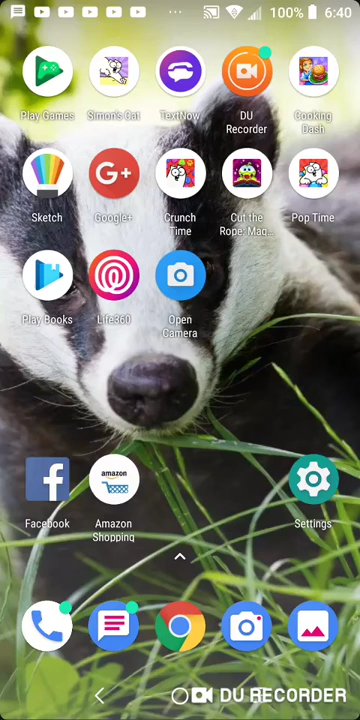 100% 6:40
Play Games
Simon's Cat
TextNow
DU
Recorder
Cooking
Dash
Sketch
Google+
Crunch
Time
Cut the
Rope: Mag..
Pop Time
Play Books
Life360
Open
Camera
Facebook
amazon
Amazon
Shopping
Settings
DU RECORDER